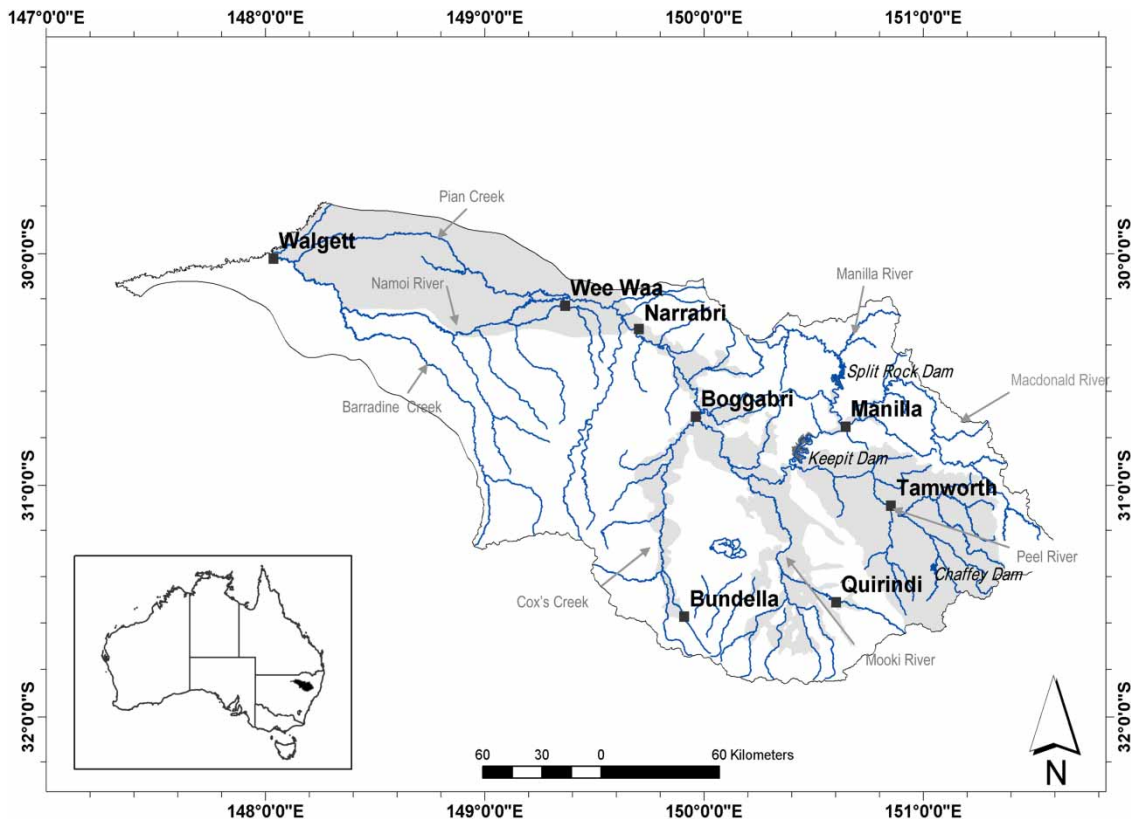 147°0'0"E
148°0'0"E
149°0'0"E
150°0'0"E
151°0'0"E
Pian Creek
Walgett
30°0'0"S
30°0'0"S
Namoi River
Wee Waa
Manilla River
Narrabri
Split Rock Dam
Macdonald River
Barradine Creek
Boggabri
Manilla
Keepit Dam
31°0'0"S
31°0'0"S
Tamworth
Peel River
Chaffey Dam
Cox's Creek
Bundella
Quirindi
Mooki River
32°0'0"S
32°0'0"S
60 30 0 60 Kilometers
N
148°0'0"E
149°0'0"E
150°0'0"E
151°0'0"E